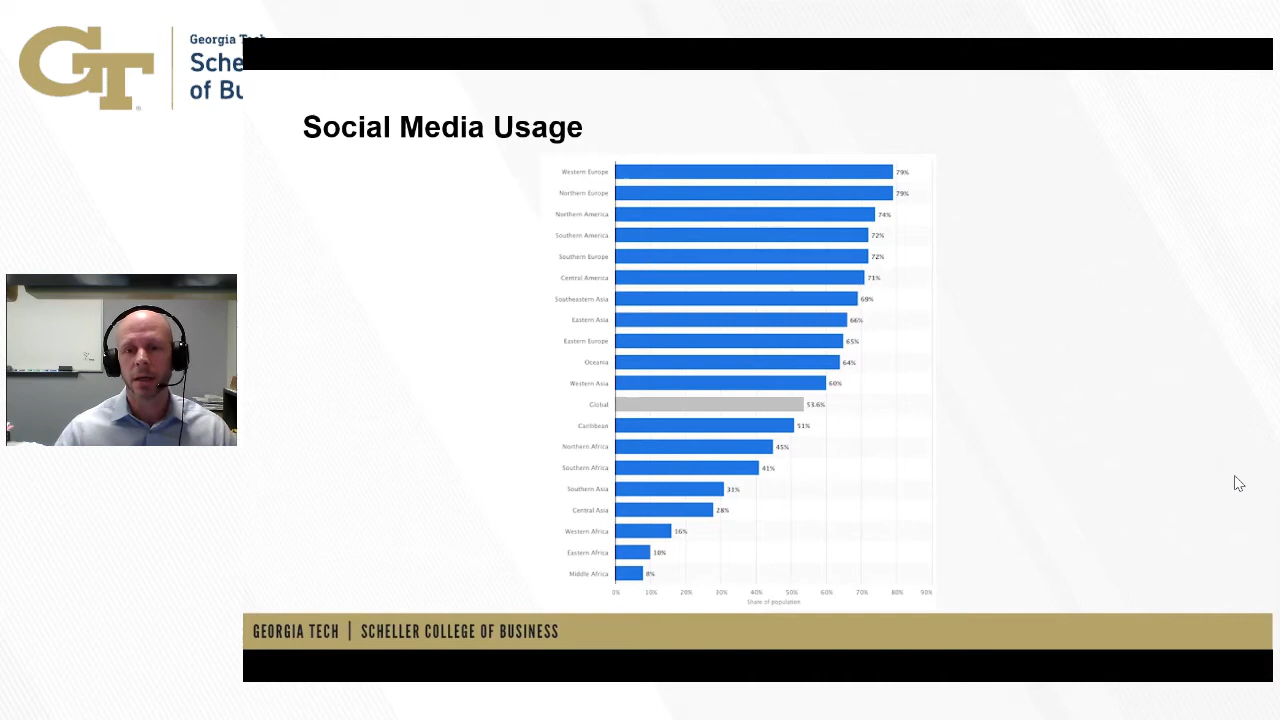 GT
Georgia Tech
Sche
of Bu
Social Media Usage
Western Europe 79%
Northern Europe 79%
Northern America 74%
Southern America 72%
Southern Europe 72%
Central America 71%
Southeastern Asia 69%
Eastern Asia 66%
Eastern Europe 65%
Oceania 64%
Western Asia 60%
Global 53.6%
Caribbean 51%
Northern Africa 45%
Southern Africa 41%
Southern Asia 31%
Central Asia 28%
Western Africa 16%
Eastern Africa 10%
Middle Africa 8%
0% 10% 20% 30% 40% 50% 60% 70% 80% 90%
Share of population
GEORGIA TECH | SCHELLER COLLEGE OF BUSINESS